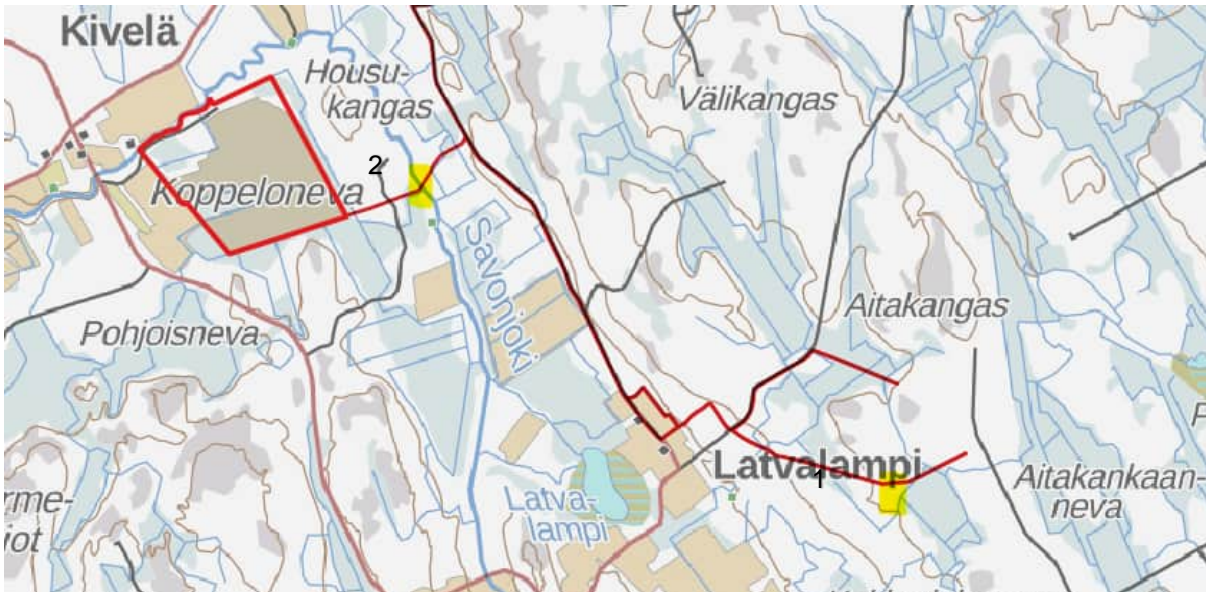 Kivelä
Housu-
kangas
Välikangas
2
Koppeloneva
Savonjoki
Aitakangas
Pohjoisneva
Latvalampi
1
Latva-
lampi
Aitakankaan-
neva